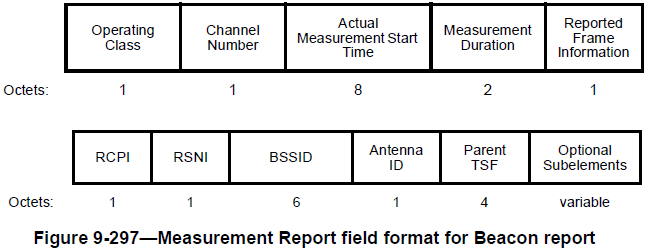 Operating Class
Channel Number
Actual Measurement Start Time
Measurement Duration
Reported Frame Information
Octets: 1 1 8 2 1
RCPI
RSNI
BSSID
Antenna ID
Parent TSF
Optional Subelements
Octets: 1 1 6 1 4 variable
Figure 9-297—Measurement Report field format for Beacon report